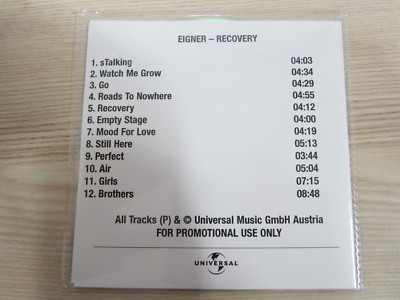 EIGNER – RECOVERY
1. sTalking 04:03
2. Watch Me Grow 04:34
3. Go 04:29
4. Roads To Nowhere 04:55
5. Recovery 04:12
6. Empty Stage 04:00
7. Mood For Love 04:19
8. Still Here 05:13
9. Perfect 03:44
10. Air 05:04
11. Girls 07:15
12. Brothers 08:48
All Tracks (P) & © Universal Music GmbH Austria
FOR PROMOTIONAL USE ONLY
UNIVERSAL